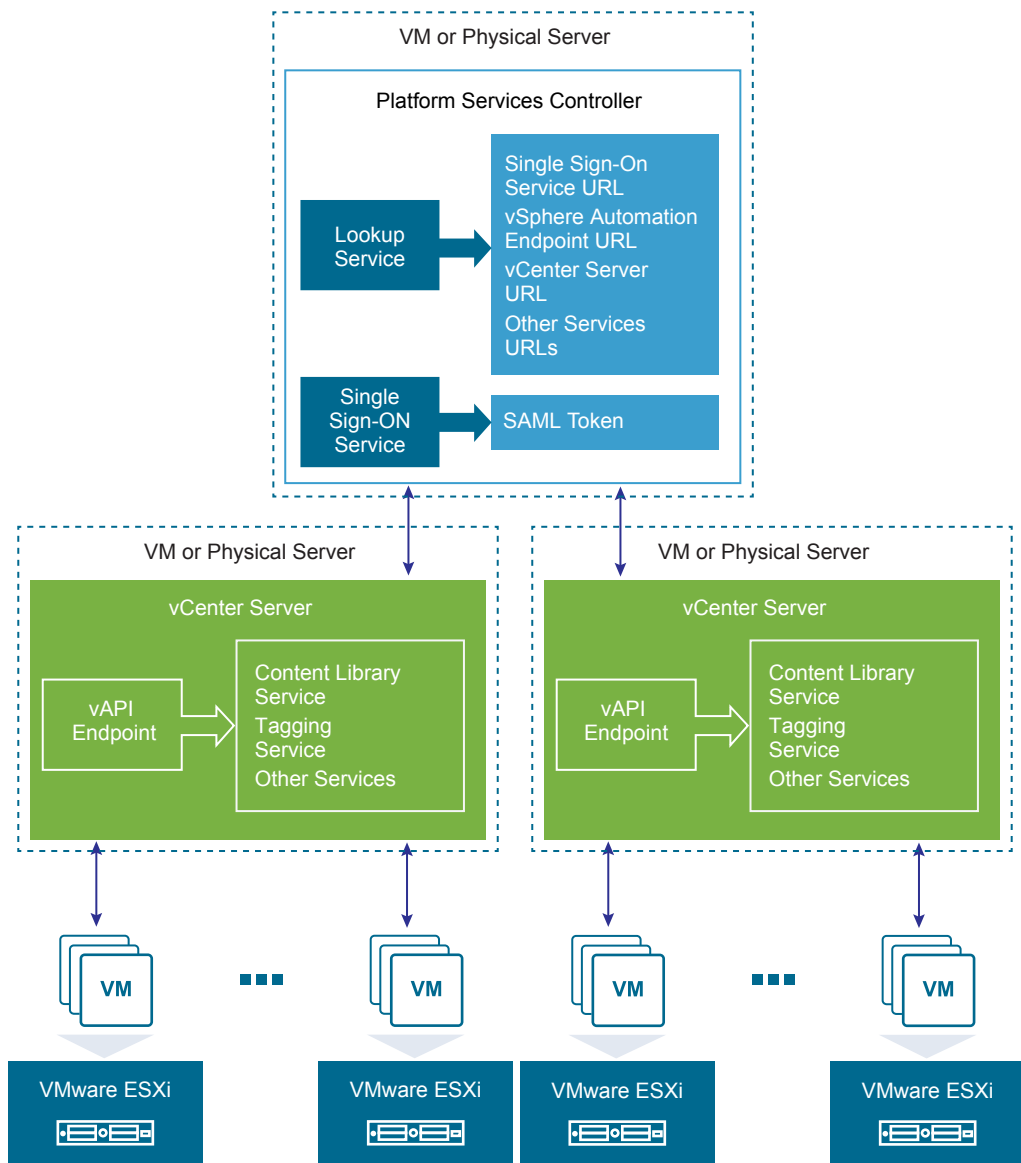 VM or Physical Server
Platform Services Controller
Lookup
Service
Single Sign-On
Service URL
vSphere Automation
Endpoint URL
vCenter Server
URL
Other Services
URLs
Single
Sign-ON
Service
SAML Token
VM or Physical Server
vCenter Server
vAPI
Endpoint
Content Library
Service
Tagging
Service
Other Services
VM or Physical Server
vCenter Server
vAPI
Endpoint
Content Library
Service
Tagging
Service
Other Services
VM
VM
VM
VM
VMware ESXi
VMware ESXi
VMware ESXi
VMware ESXi